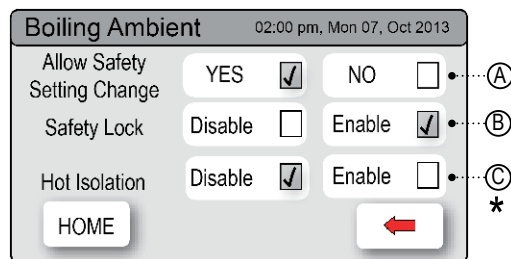 Boiling Ambient 02:00 pm, Mon 07, Oct 2013
Allow Safety
Setting Change YES √ NO A
Safety Lock Disable Enable √ B
Hot Isolation Disable √ Enable C
*
HOME